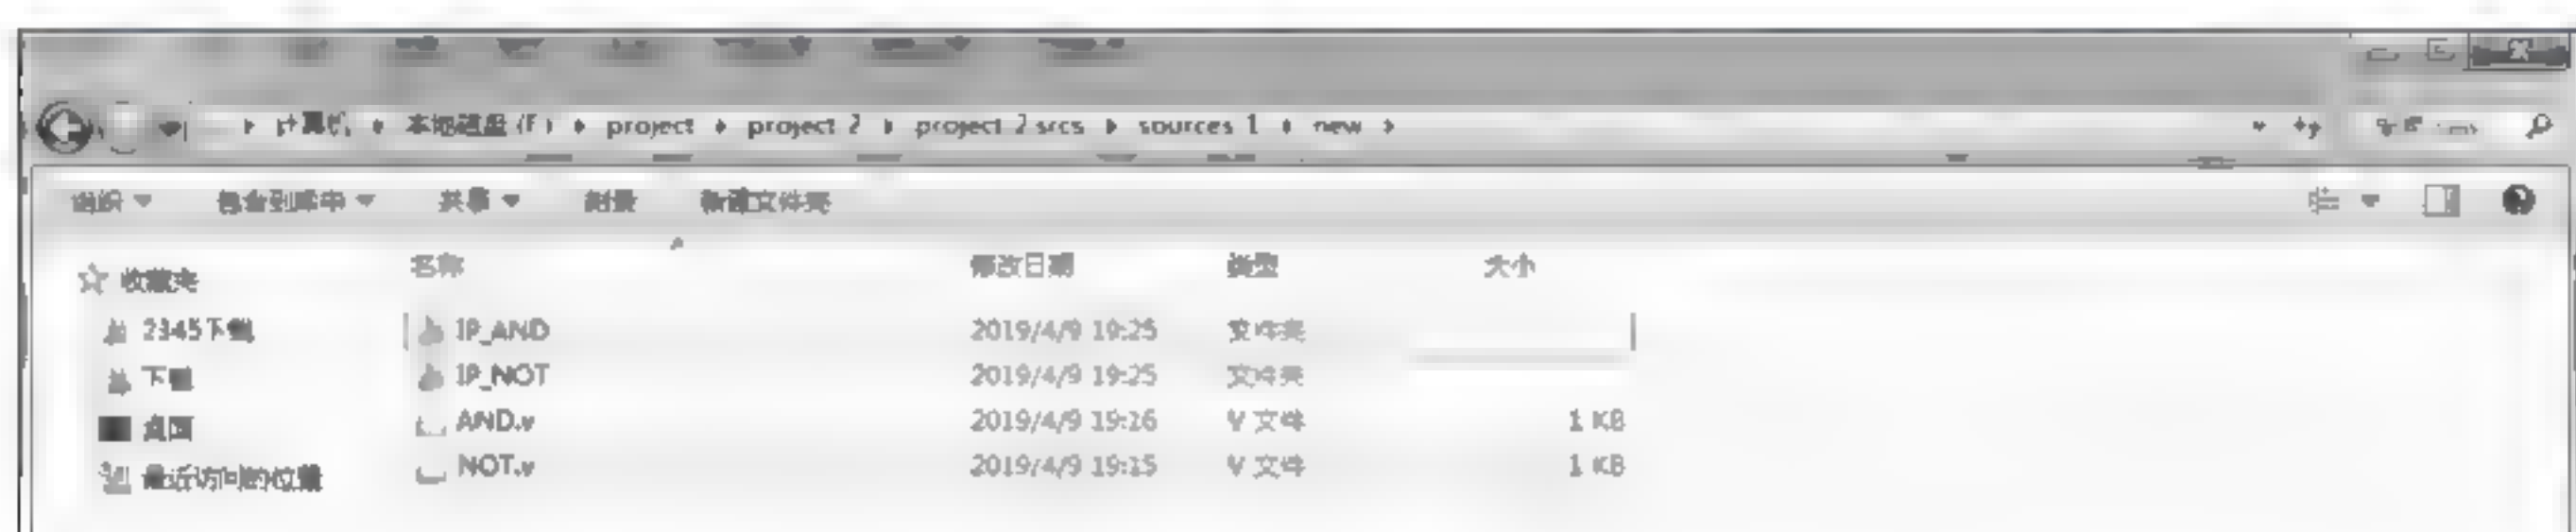 计算机 本地磁盘 (F) project project 2 project 2 srcs sources 1 new
组织 包含到库中 共享 刻录 新建文件夹
名称 修改日期 类型 大小
收藏夹
2345下载 IP_AND 2019/4/9 19:25 文件夹
下载 IP_NOT 2019/4/9 19:25 文件夹
桌面 AND.v 2019/4/9 19:16 V 文件 1 KB
最近访问的位置 NOT.v 2019/4/9 19:15 V 文件 1 KB